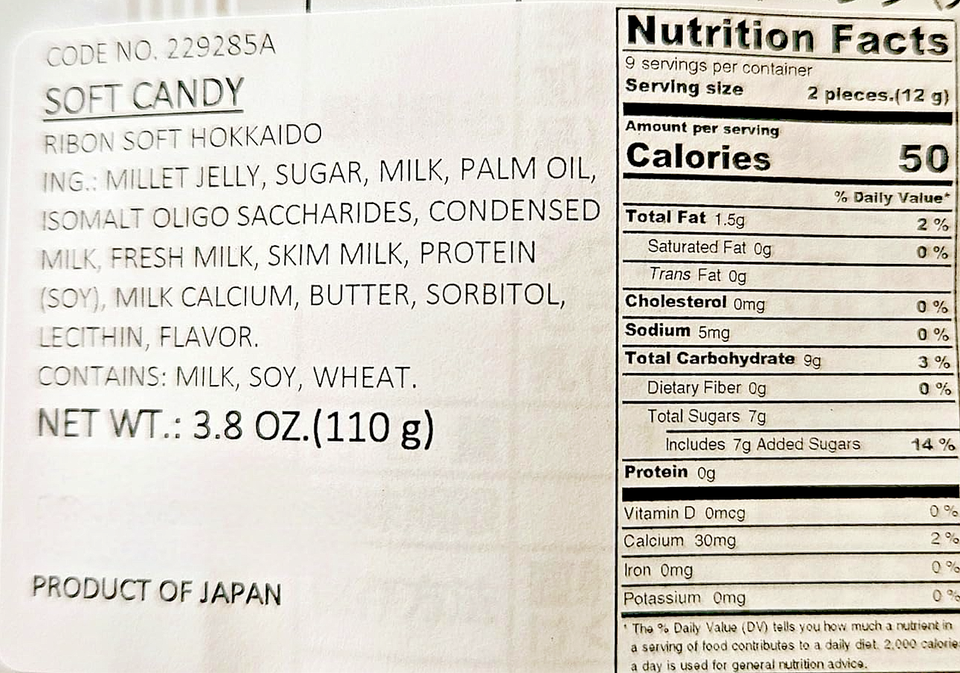 CODE NO. 229285A
SOFT CANDY
RIBON SOFT HOKKAIDO
ING.: MILLET JELLY, SUGAR, MILK, PALM OIL,
ISOMALT OLIGO SACCHARIDES, CONDENSED
MILK, FRESH MILK, SKIM MILK, PROTEIN
(SOY), MILK CALCIUM, BUTTER, SORBITOL,
LECITHIN, FLAVOR.
CONTAINS: MILK, SOY, WHEAT.
NET WT.: 3.8 OZ.(110 g)
PRODUCT OF JAPAN
Nutrition Facts
9 servings per container
Serving size 2 pieces.(12 g)
Amount per serving
Calories 50
% Daily Value*
Total Fat 1.5g 2 %
Saturated Fat 0g 0 %
Trans Fat 0g
Cholesterol 0mg 0 %
Sodium 5mg 0 %
Total Carbohydrate 9g 3 %
Dietary Fiber 0g 0 %
Total Sugars 7g
Includes 7g Added Sugars 14 %
Protein 0g
Vitamin D 0mcg 0 %
Calcium 30mg 2 %
Iron 0mg 0 %
Potassium 0mg 0 %
* The % Daily Value (DV) tells you how much a nutrient in
a serving of food contributes to a daily diet. 2,000 calorie
a day is used for general nutrition advice.